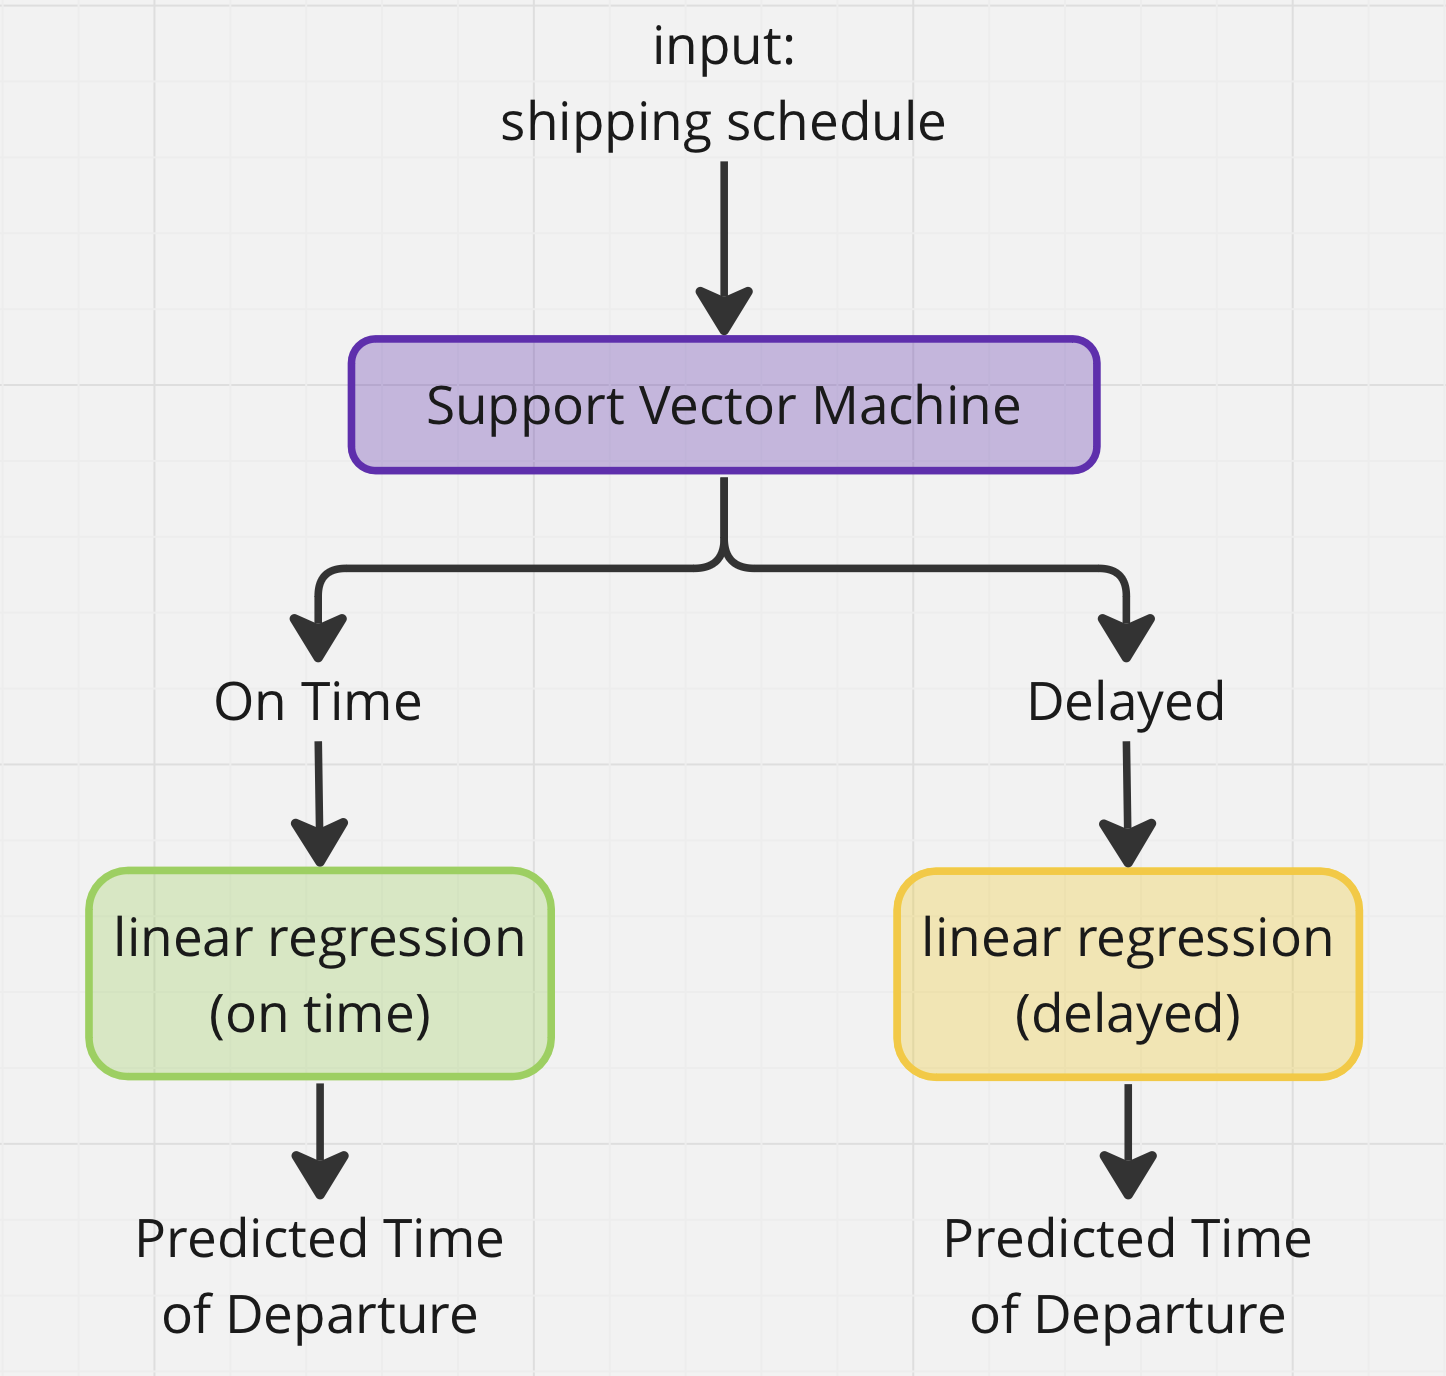 input:
shipping schedule
Support Vector Machine
On Time
Delayed
linear regression
(on time)
linear regression
(delayed)
Predicted Time
of Departure
Predicted Time
of Departure